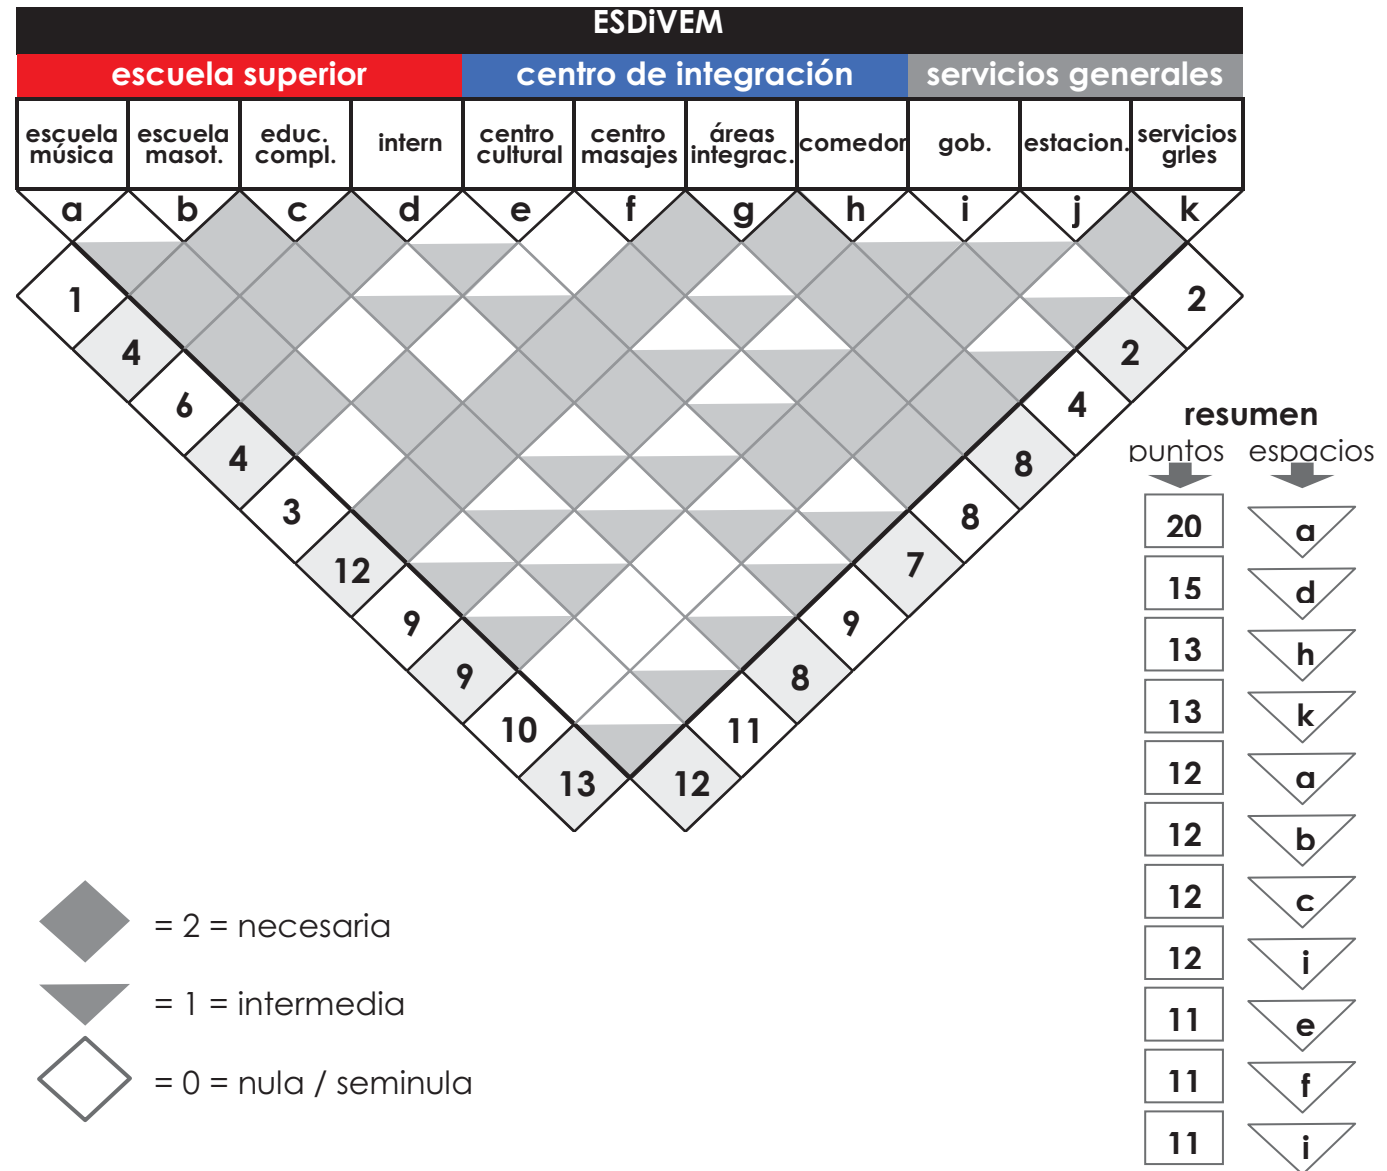 ESDiVEM
escuela superior centro de integración servicios generales
escuela música
escuela masot.
educ. compl.
intern
centro cultural
centro masajes
áreas integrac.
comedor
gob.
estacion.
servicios grles
a b c d e f g h i j k
1
4
6
4
3
12
9
9
10
13
2
2
4
8
8
7
9
8
11
12
resumen
puntos espacios
20 a
15 d
13 h
13 k
12 a
12 b
12 c
12 i
11 e
11 f
11 i
= 2 = necesaria
= 1 = intermedia
= 0 = nula / seminula